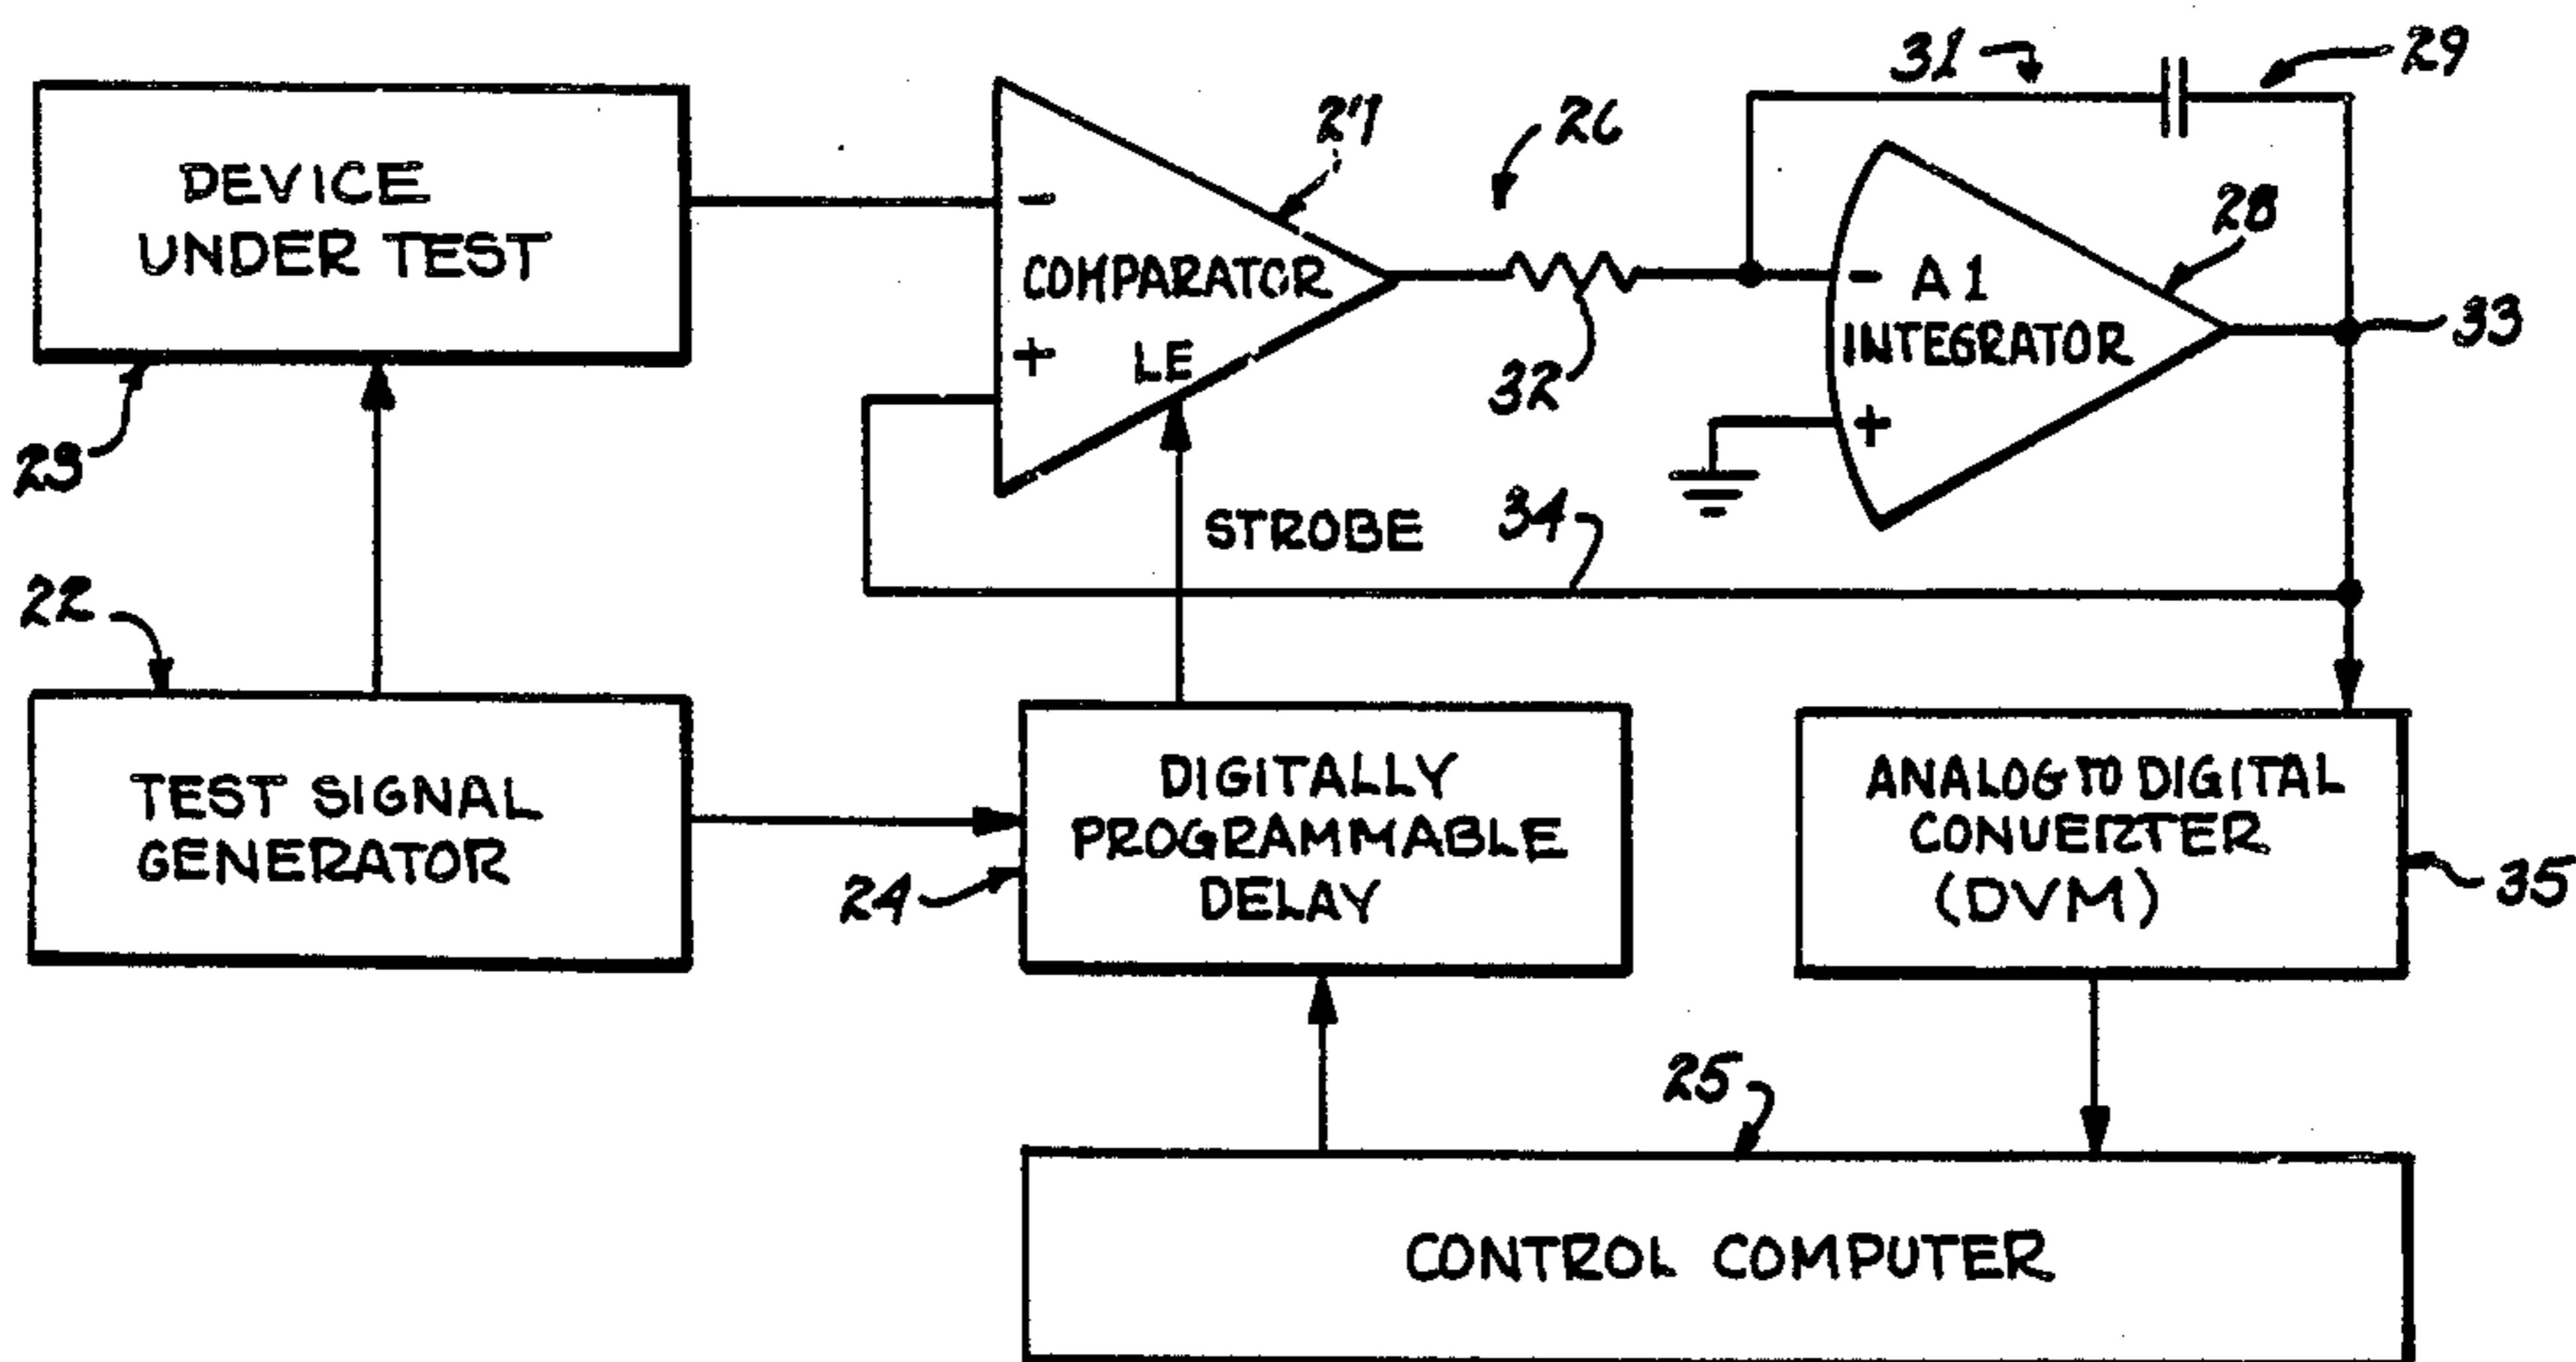 31
29
27
26
DEVICE
UNDER TEST
-
COMPARATOR
+
LE
32
- A1
INTEGRATOR
+
28
33
23
STROBE
34
22
TEST SIGNAL
GENERATOR
24
DIGITALLY
PROGRAMMABLE
DELAY
ANALOG TO DIGITAL
CONVERTER
(DVM)
35
25
CONTROL COMPUTER